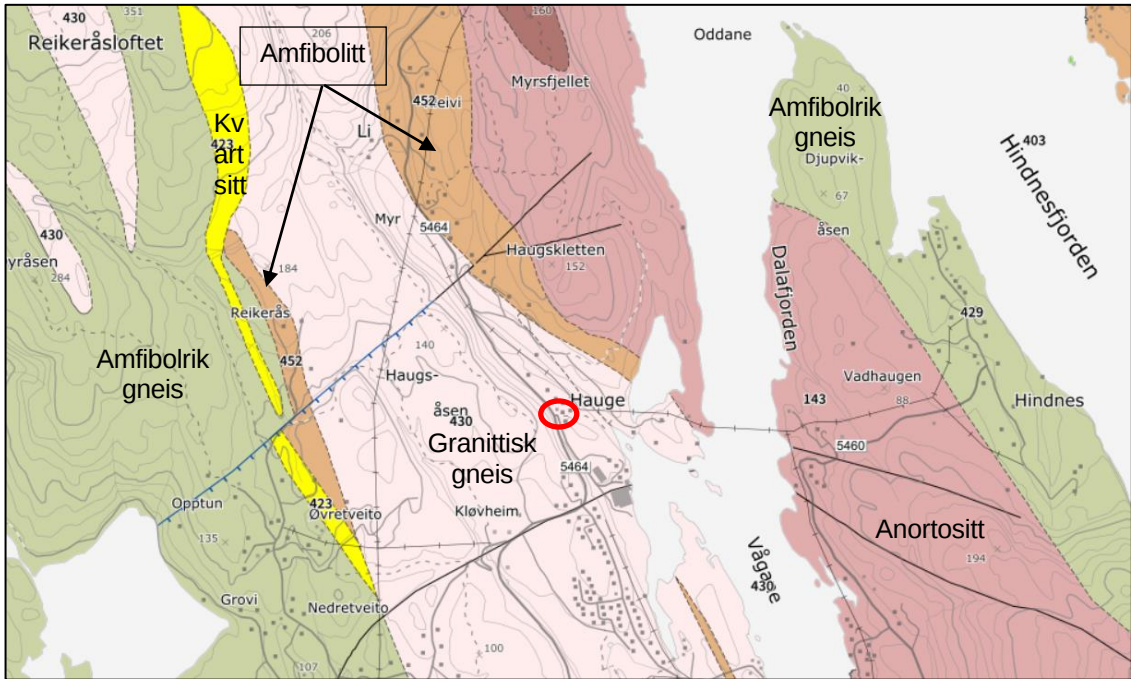 430
351
Reikeråsloftet
206
160
Oddane
Amfibolitt
452
Reivi
Myrsfjellet
40
Amfibolrik
gneis
Djupvik-
403
Hindnesfjorden
Kv
423
art
sitt
Li
67
åsen
Myr
5464
Haugskletten
152
430
yråsen
284
184
Dalafjorden
Reikerås
429
Amfibolrik
gneis
452
140
Haugs-
åsen
430
Hauge
Vadhaugen
88
143
Hindnes
Granittisk
gneis
5460
5464
423
Opptun
Øvretveito
Kløvheim
Anortositt
135
194
Vågane
430
Grovi
Nedretveito
107
100